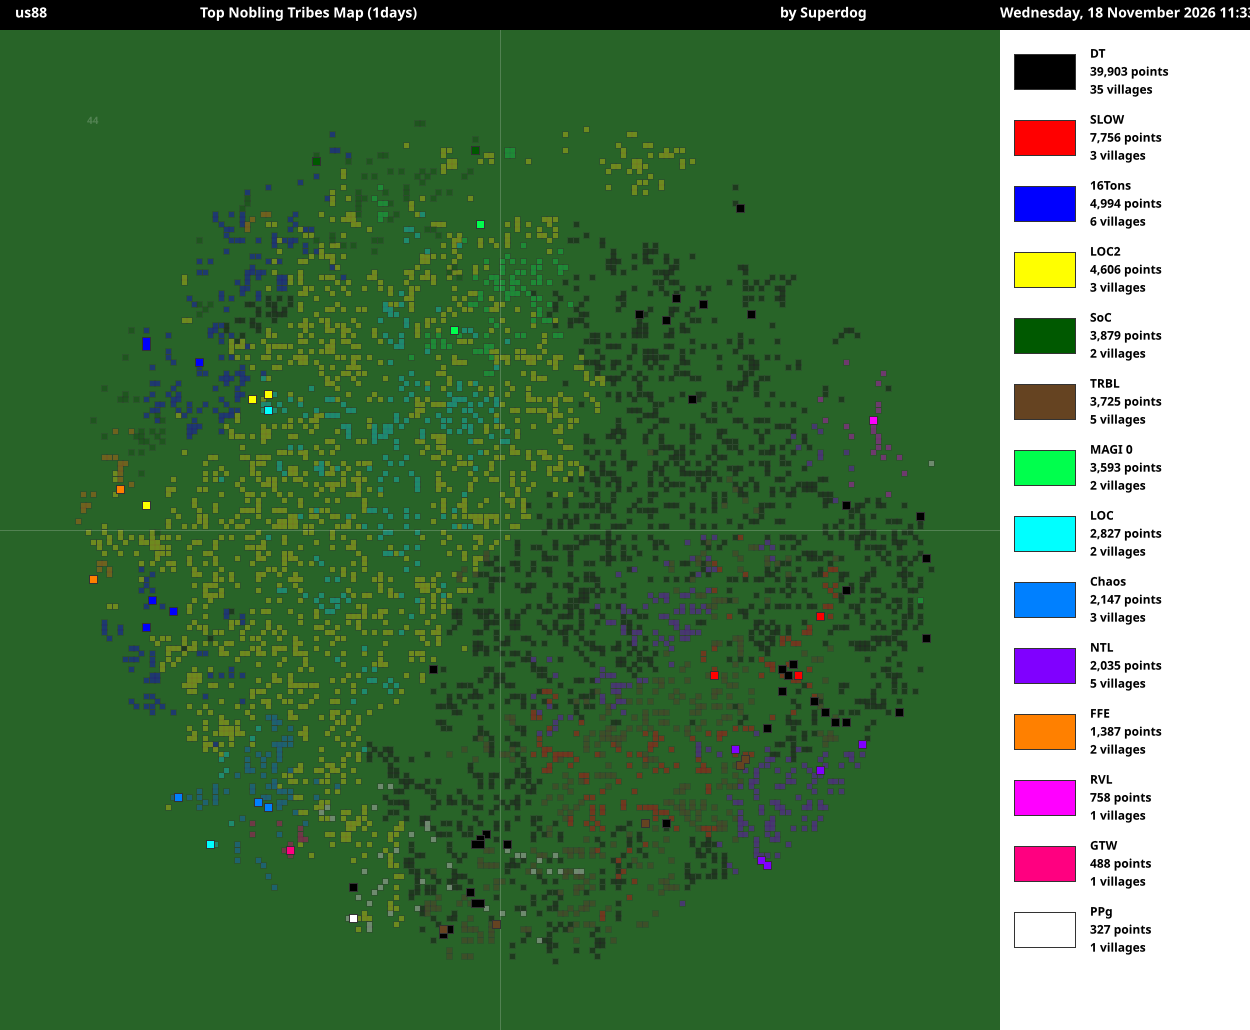 us88 Top Nobling Tribes Map (1days) by Superdog Wednesday, 18 November 2026 11:33
44
DT
39,903 points
35 villages
SLOW
7,756 points
3 villages
16Tons
4,994 points
6 villages
LOC2
4,606 points
3 villages
SoC
3,879 points
2 villages
TRBL
3,725 points
5 villages
MAGI 0
3,593 points
2 villages
LOC
2,827 points
2 villages
Chaos
2,147 points
3 villages
NTL
2,035 points
5 villages
FFE
1,387 points
2 villages
RVL
758 points
1 villages
GTW
488 points
1 villages
PPg
327 points
1 villages